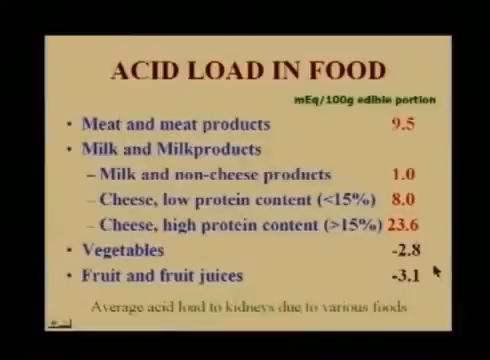 ACID LOAD IN FOOD
mEq/100g edible portion
• Meat and meat products 9.5
• Milk and Milkproducts
– Milk and non-cheese products 1.0
– Cheese, low protein content (<15%) 8.0
– Cheese, high protein content (>15%) 23.6
• Vegetables -2.8
• Fruit and fruit juices -3.1
Average acid load to kidneys due to various foods